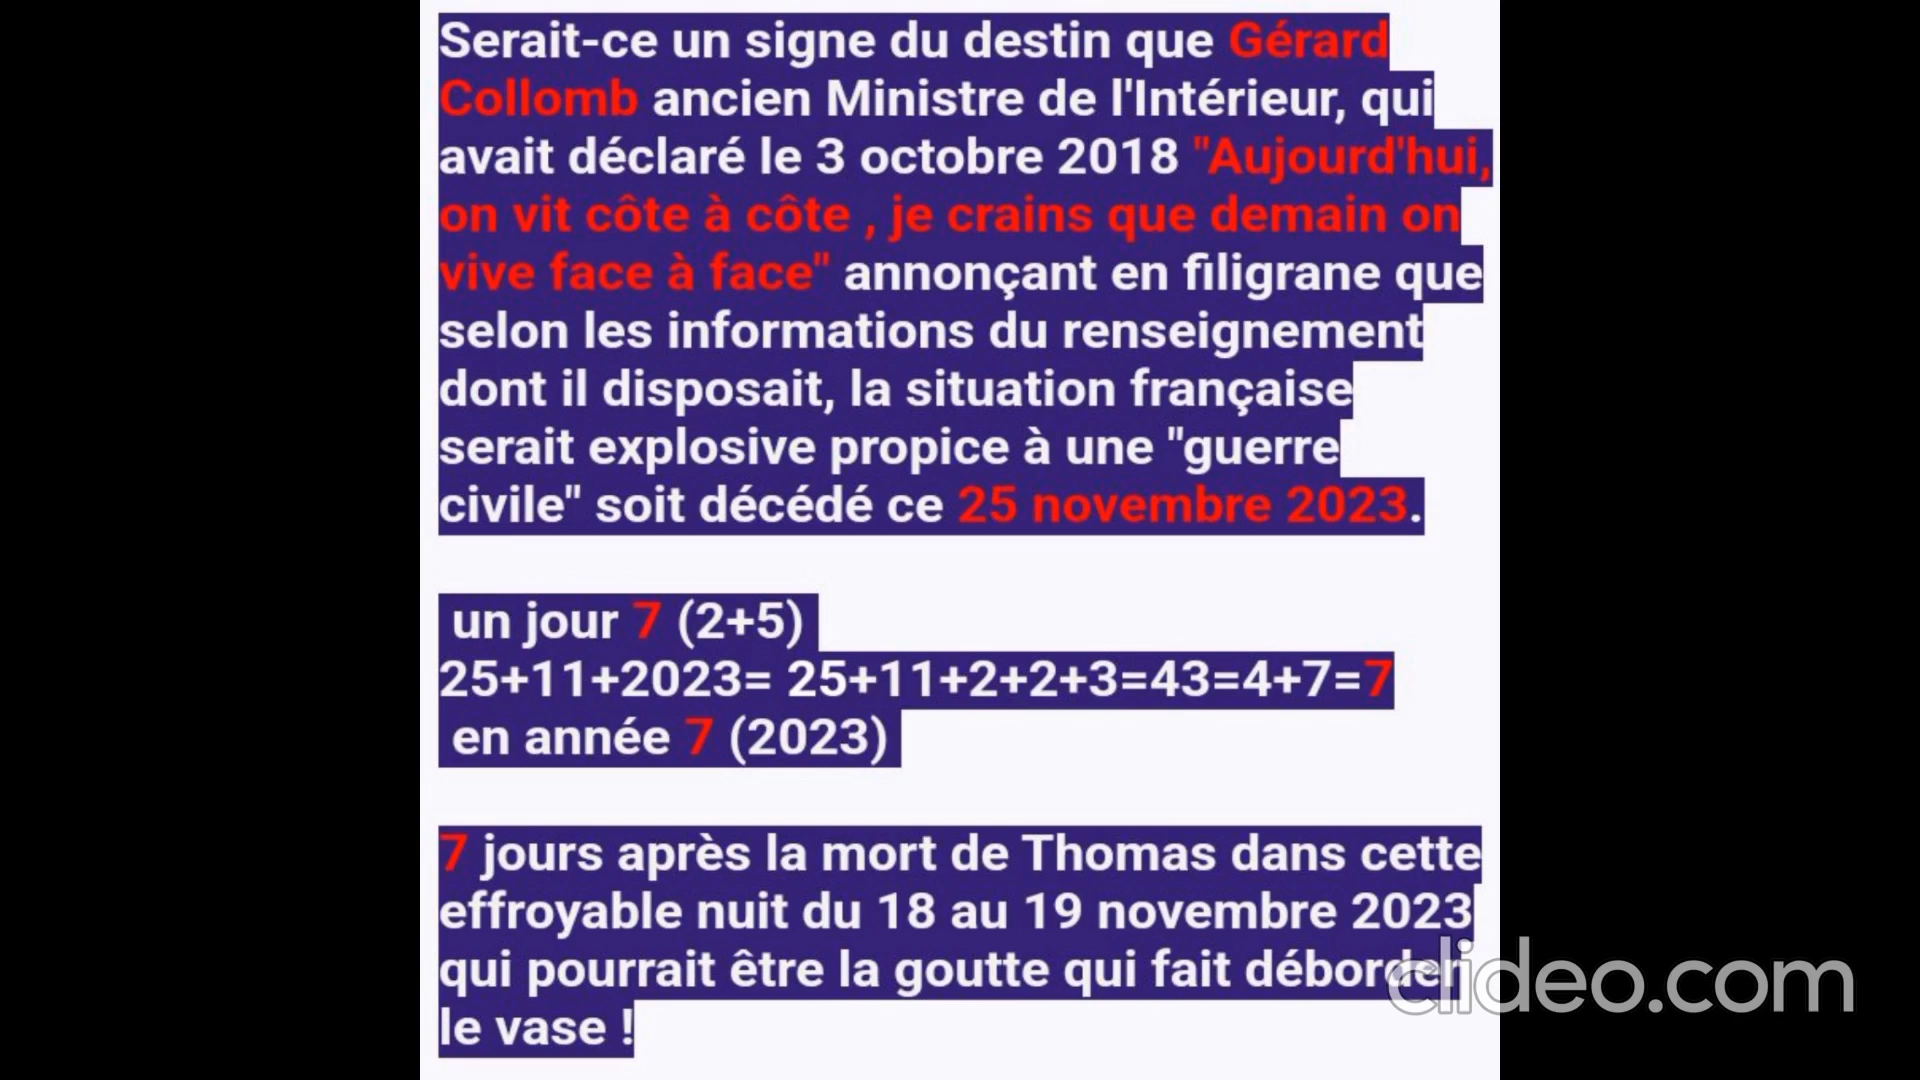 Serait-ce un signe du destin que Gérard
Collomb ancien Ministre de l'Intérieur, qui
avait déclaré le 3 octobre 2018 "Aujourd'hui,
on vit côte à côte , je crains que demain on
vive face à face" annonçant en filigrane que
selon les informations du renseignement
dont il disposait, la situation française
serait explosive propice à une "guerre
civile" soit décédé ce 25 novembre 2023.
un jour 7 (2+5)
25+11+2023= 25+11+2+2+3=43=4+7=7
en année 7 (2023)
7 jours après la mort de Thomas dans cette
effroyable nuit du 18 au 19 novembre 2023
qui pourrait être la goutte qui fait déborder
le vase !
clideo.com